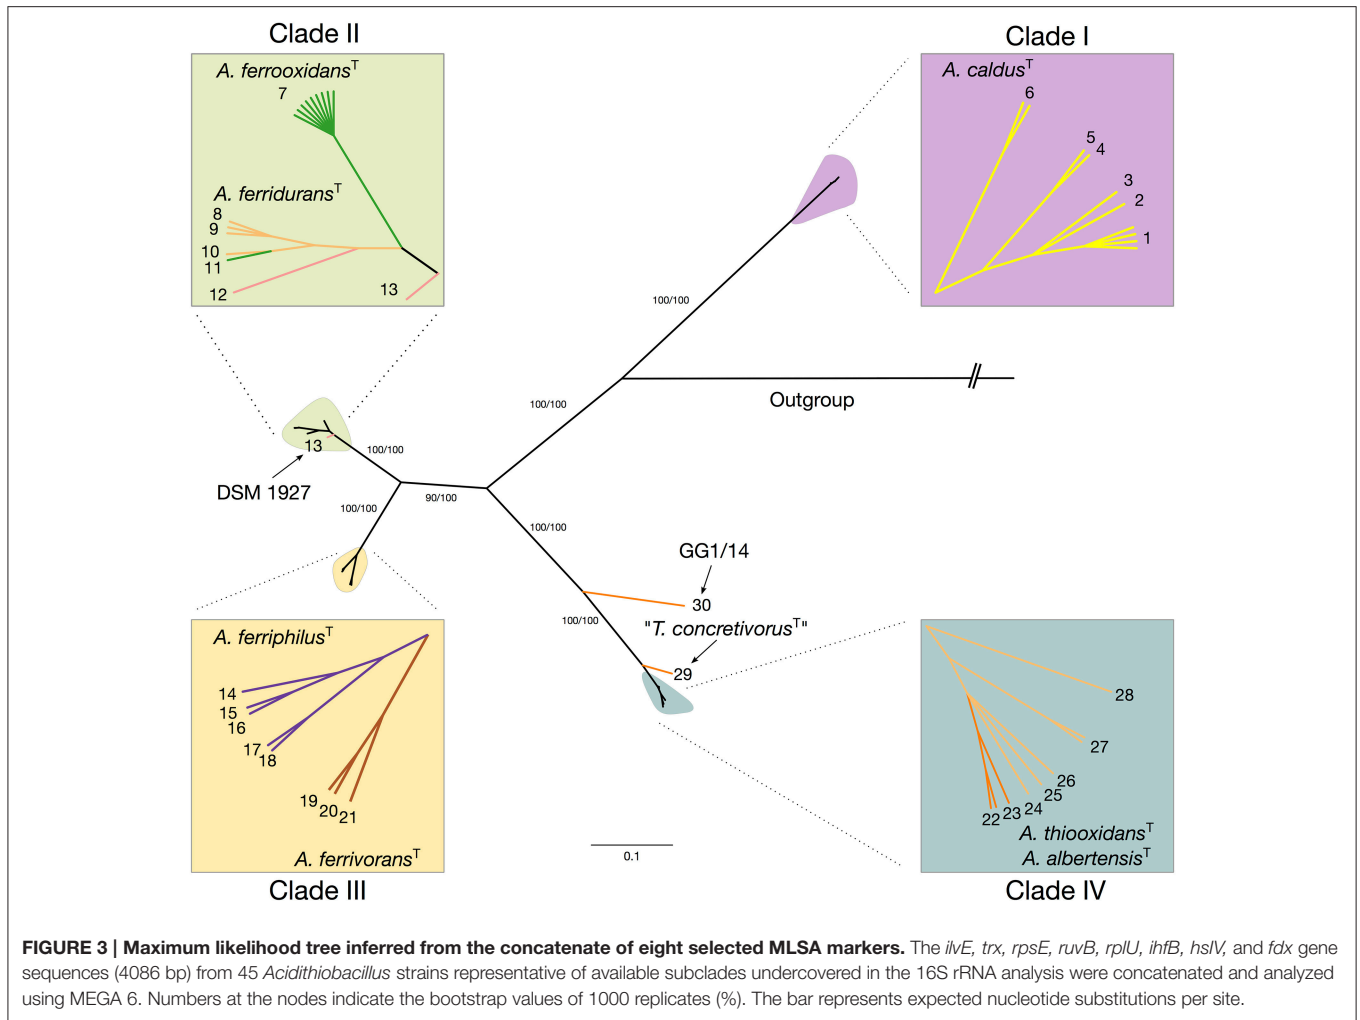 Clade II
A. ferrooxidansT
7
A. ferriduransT
8
9
10
11
12
13
Clade I
A. caldusT
6
5
4
3
2
1
100/100
100/100
Outgroup
13
100/100
DSM 1927
90/100
100/100
100/100
GG1/14
30
100/100
"T. concretivorusT"
29
A. ferriphilusT
14
15
16
17
18
19
20
21
A. ferrivoransT
Clade III
0.1
28
27
26
25
24
23
22
A. thiooxidansT
A. albertensisT
Clade IV
FIGURE 3 | Maximum likelihood tree inferred from the concatenate of eight selected MLSA markers. The ilvE, trx, rpsE, ruvB, rplU, ihfB, hslV, and fdx gene
sequences (4086 bp) from 45 Acidithiobacillus strains representative of available subclades undercovered in the 16S rRNA analysis were concatenated and analyzed
using MEGA 6. Numbers at the nodes indicate the bootstrap values of 1000 replicates (%). The bar represents expected nucleotide substitutions per site.